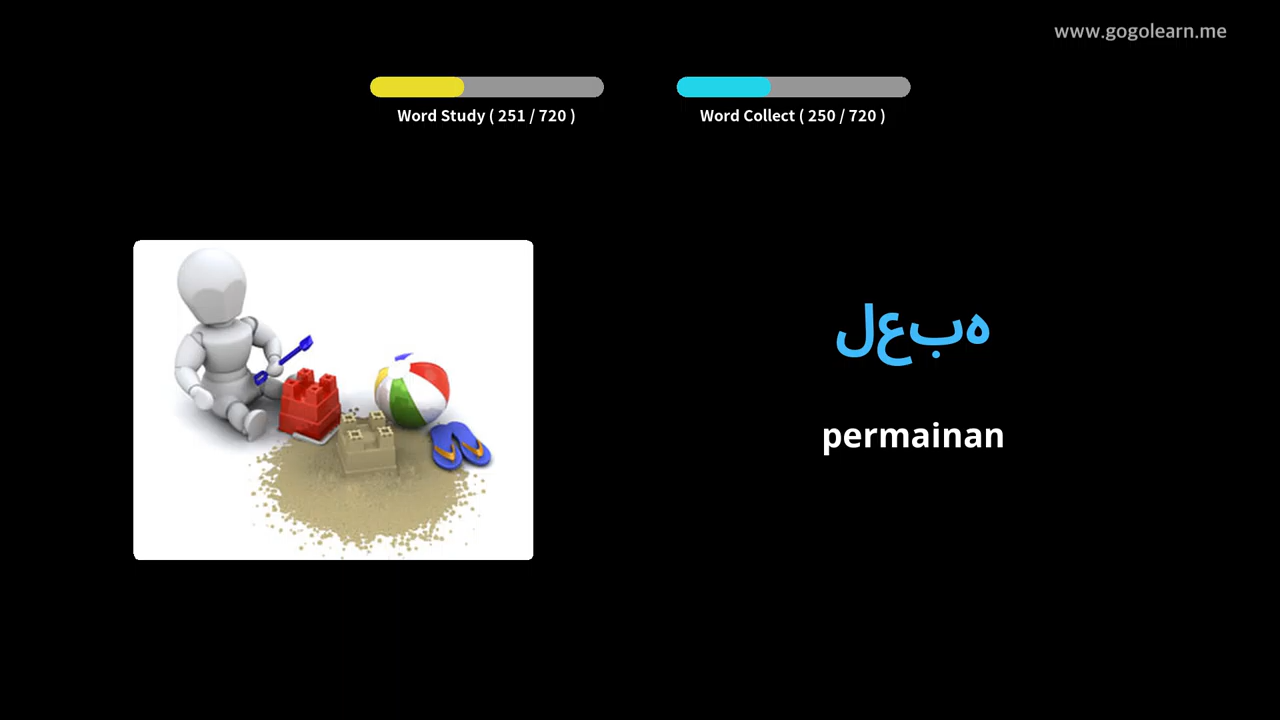 www.gogolearn.me
Word Study ( 251 / 720 )
Word Collect ( 250 / 720 )
لعبه
permainan